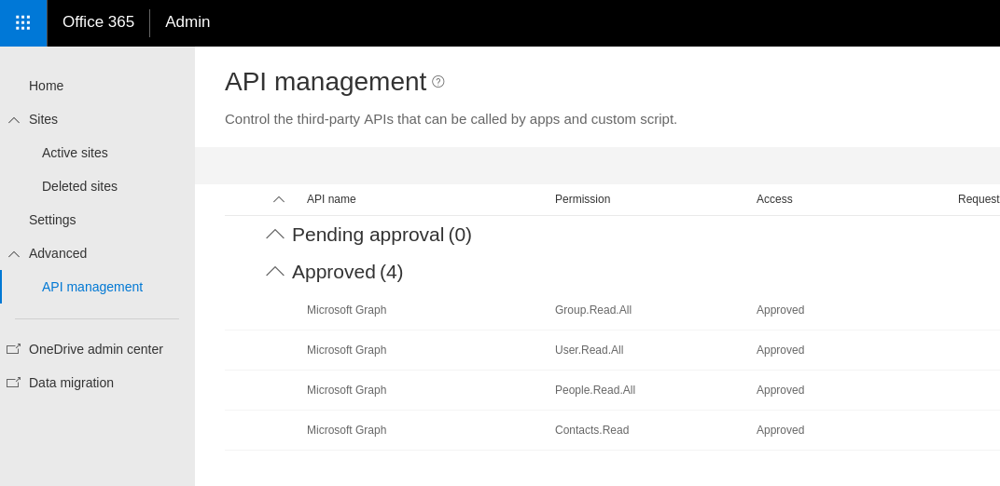 Office 365
Admin
Home
Sites
Active sites
Deleted sites
Settings
Advanced
API management
OneDrive admin center
Data migration
API management
Control the third-party APIs that can be called by apps and custom script.
API name Permission Access Request
Pending approval (0)
Approved (4)
Microsoft Graph Group.Read.All Approved
Microsoft Graph User.Read.All Approved
Microsoft Graph People.Read.All Approved
Microsoft Graph Contacts.Read Approved